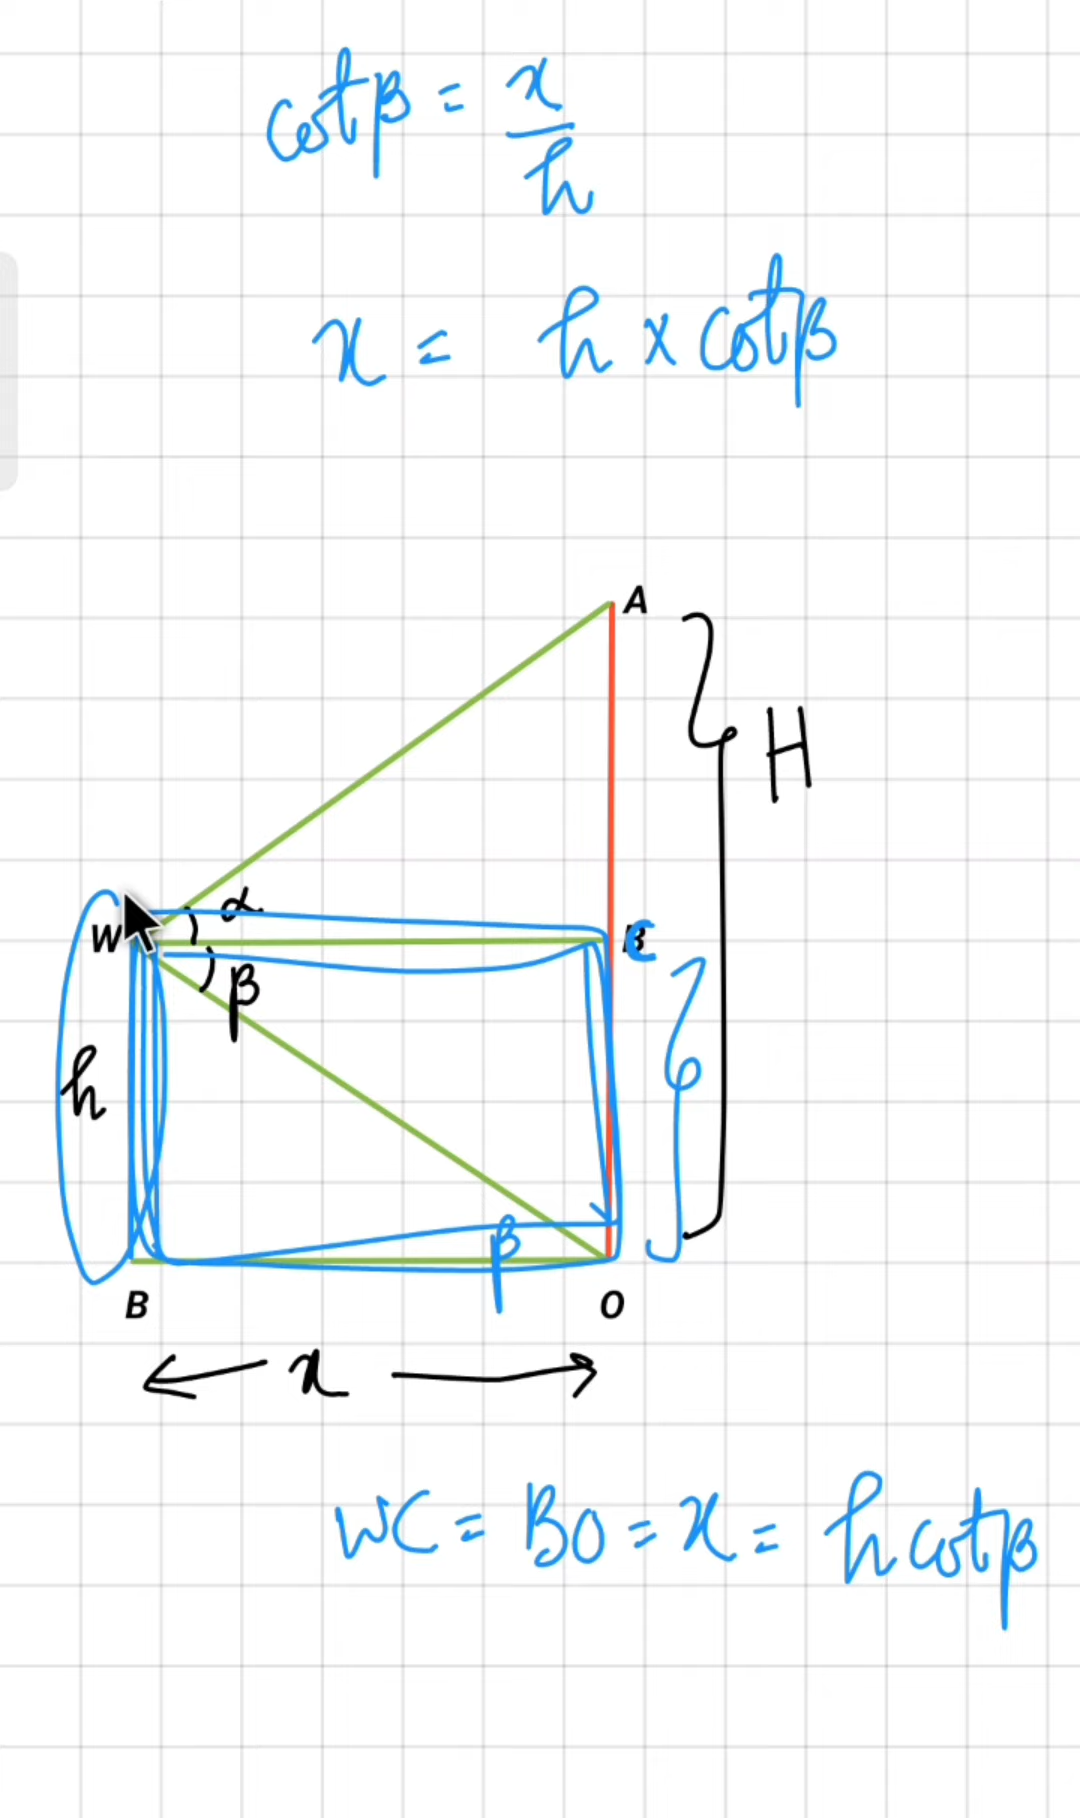 cotβ = x/h
x = h × cotβ
A
H
W
α
C
β
h
β
B
O
x
WC = BO = x = h cotβ